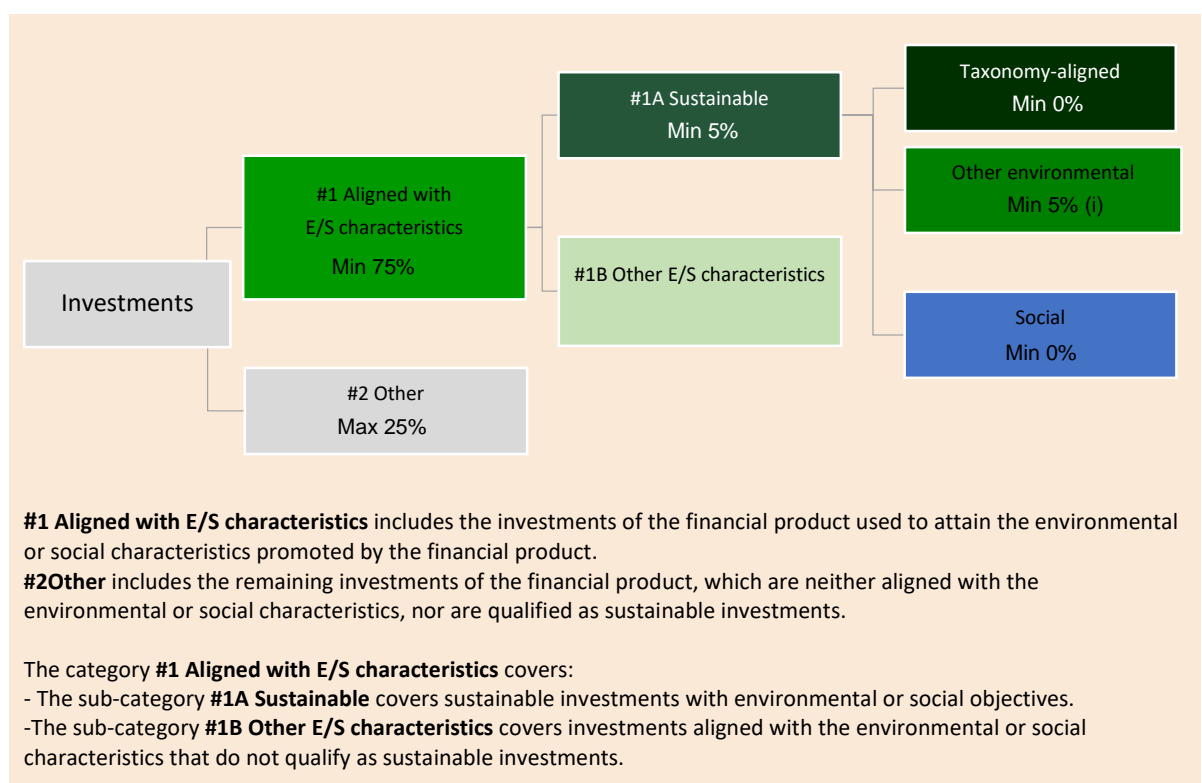 Investments
#1 Aligned with
E/S characteristics
Min 75%
#2 Other
Max 25%
#1A Sustainable
Min 5%
#1B Other E/S characteristics
Taxonomy-aligned
Min 0%
Other environmental
Min 5% (i)
Social
Min 0%
#1 Aligned with E/S characteristics includes the investments of the financial product used to attain the environmental
or social characteristics promoted by the financial product.
#2Other includes the remaining investments of the financial product, which are neither aligned with the
environmental or social characteristics, nor are qualified as sustainable investments.
The category #1 Aligned with E/S characteristics covers:
- The sub-category #1A Sustainable covers sustainable investments with environmental or social objectives.
-The sub-category #1B Other E/S characteristics covers investments aligned with the environmental or social
characteristics that do not qualify as sustainable investments.